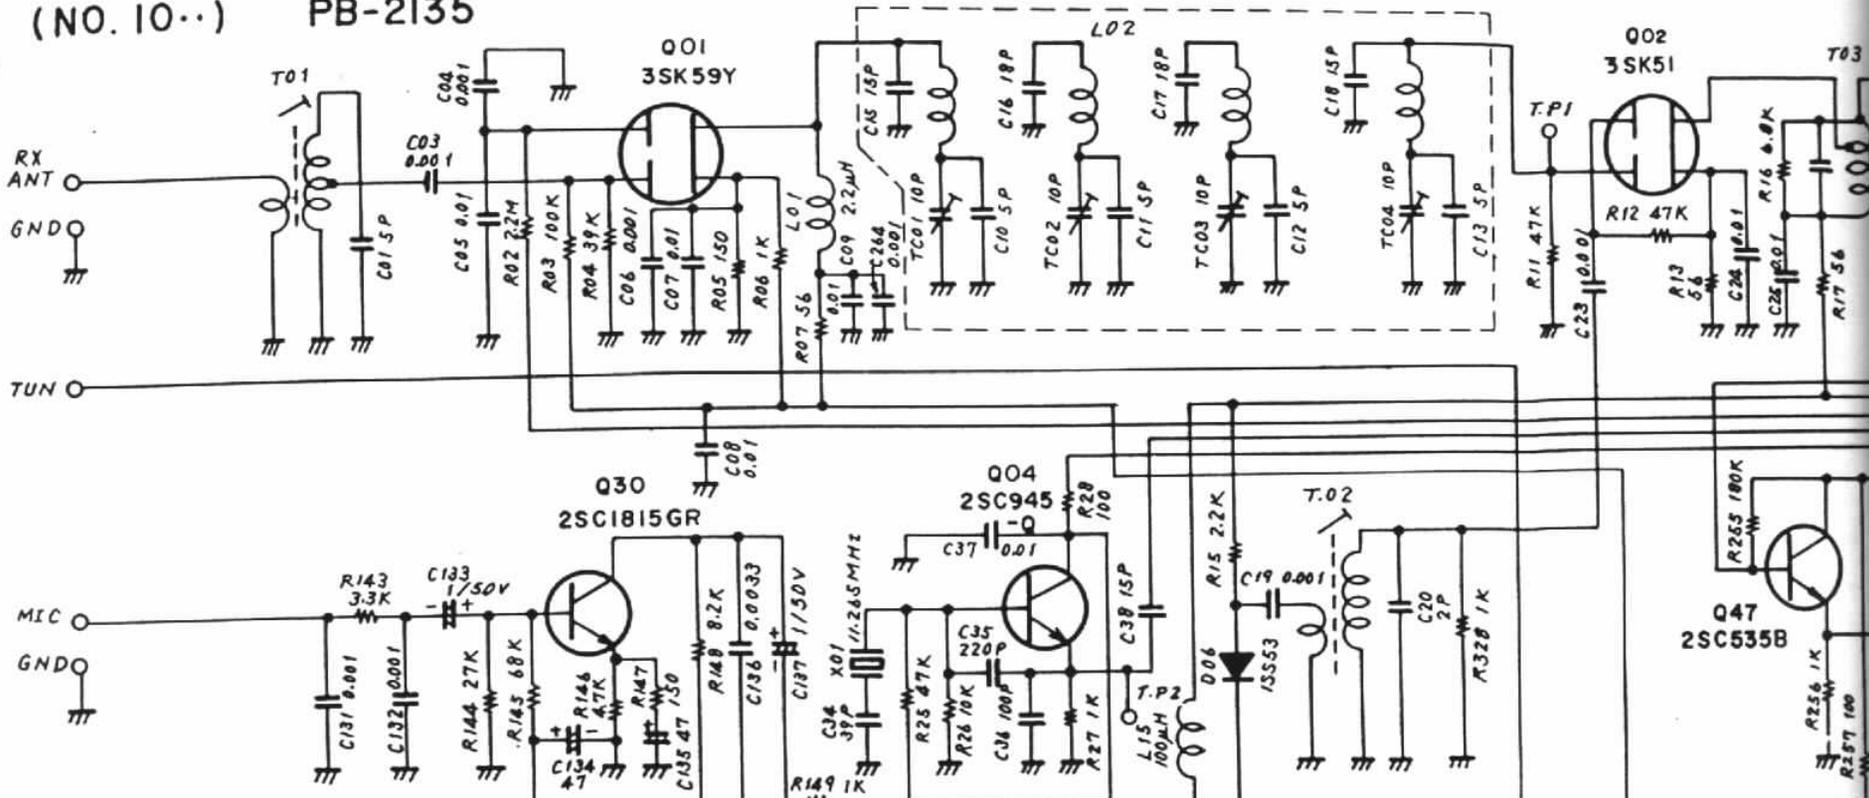 (NO. 10··) PB-2135
RX
ANT
GND
TUN
MIC
GND
T01
C01 5P
C03
0.001
C04
0.001
C05 0.01
R02 2.2M
R03 100K
R04 39K
C06 0.001
C07 0.01
R05 150
R06 1K
Q01
3SK59Y
L01 2.2μH
R07 56
C09
0.01
C264
0.001
C08
0.01
L02
C15 15P
TC01 10P
C10 5P
C16 18P
TC02 10P
C11 5P
C17 18P
TC03 10P
C12 5P
C18 15P
TC04 10P
C13 5P
T.P1
R11 47K
Q02
3SK51
C23 0.001
R12 47K
R13
56
C24 0.01
R16 6.8K
0.01
R17 56
T03
Q30
2SC1815GR
R143
3.3K
C133
1/50V
C131 0.001
C132 0.001
R144 27K
R145 68K
R146
4.7K
R147
150
C134
47
C135 47
R148 8.2K
C136 0.0033
C137 1/50V
R149 1K
Q04
2SC945
-Q
C37 0.01
R28
100
X01 11.265MHz
C34
39P
R25 47K
R26 10K
C35
220P
C36 100P
R27 1K
C38 15P
T.P2
L15
100μH
R15 2.2K
D06
1SS53
C19 0.001
T.02
C20
2P
R328 1K
R255 180K
Q47
2SC535B
R256 1K
R257 100